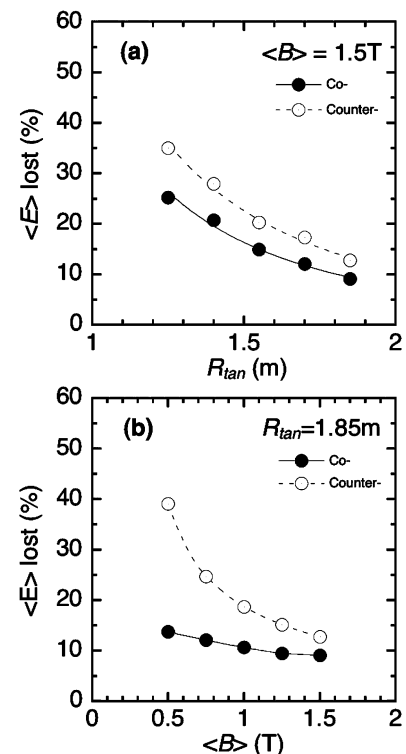 60
(a)
<B> = 1.5T
Co-
Counter-
50
40
30
20
10
0
<E> lost (%)
1
1.5
2
R_tan (m)
60
(b)
R_tan=1.85m
Co-
Counter-
50
40
30
20
10
0
<E> lost (%)
0
0.5
1.0
1.5
2
<B> (T)